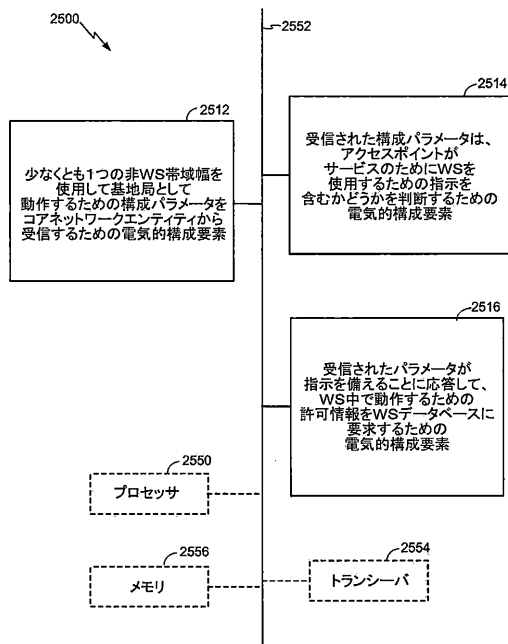 2500
2552
2512
少なくとも1つの非WS帯域幅を
使用して基地局として
動作するための構成パラメータを
コアネットワークエンティティから
受信するための電気的構成要素
2514
受信された構成パラメータは、
アクセスポイントが
サービスのためにWSを
使用するための指示を
含むかどうかを判断するための
電気的構成要素
2516
受信されたパラメータが
指示を備えることに応答して、
WS中で動作するための
許可情報をWSデータベースに
要求するための
電気的構成要素
2550
プロセッサ
2556
メモリ
2554
トランシーバ